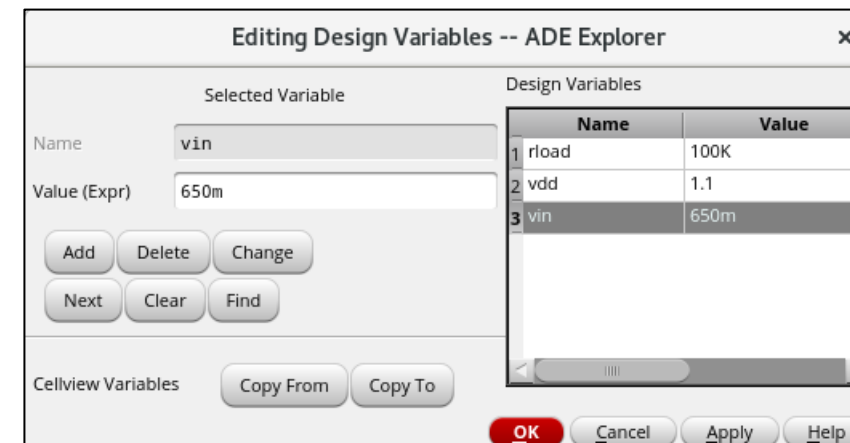 Editing Design Variables -- ADE Explorer
Selected Variable
Name vin
Value (Expr) 650m
Add Delete Change
Next Clear Find
Cellview Variables Copy From Copy To
Design Variables
Name Value
1 rload 100K
2 vdd 1.1
3 vin 650m
OK Cancel Apply Help